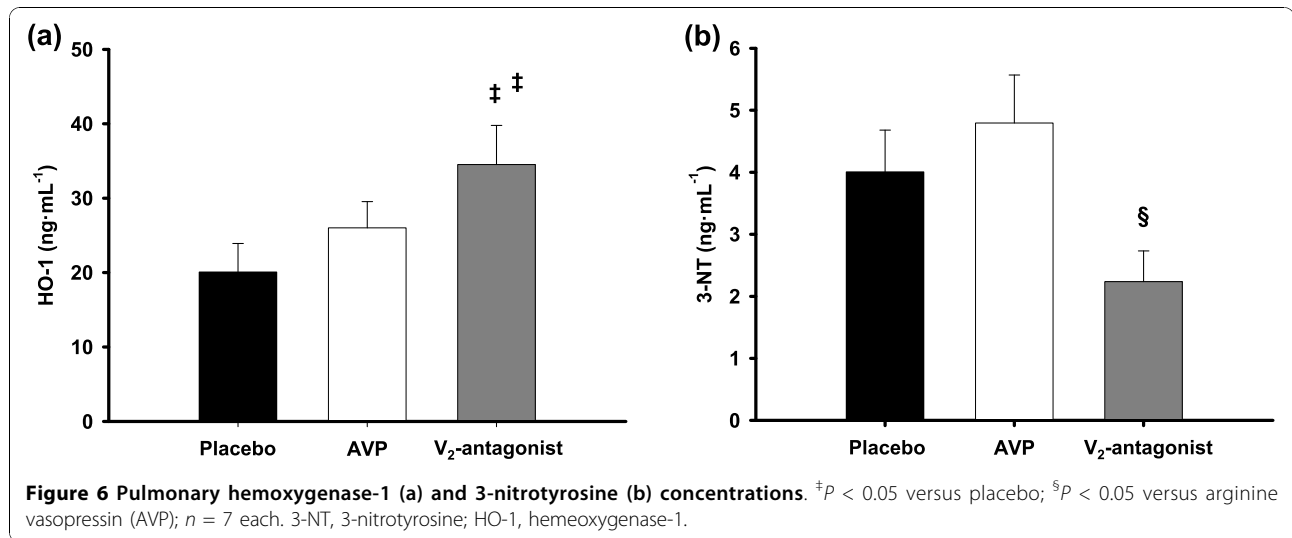 (a)
50
40
30
20
10
0
HO-1 (ng·mL⁻¹)
‡ ‡
Placebo AVP V₂-antagonist
(b)
6
5
4
3
2
1
0
3-NT (ng·mL⁻¹)
§
Placebo AVP V₂-antagonist
Figure 6 Pulmonary hemoxygenase-1 (a) and 3-nitrotyrosine (b) concentrations. ‡P < 0.05 versus placebo; §P < 0.05 versus arginine
vasopressin (AVP); n = 7 each. 3-NT, 3-nitrotyrosine; HO-1, hemeoxygenase-1.